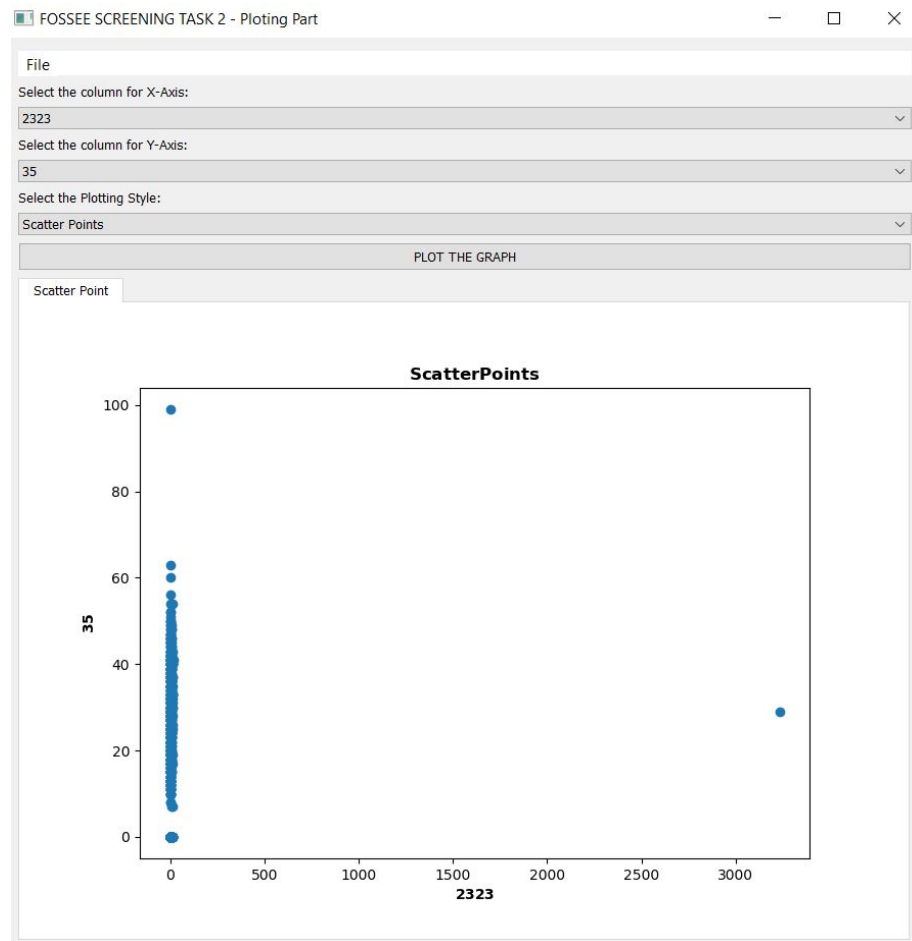 FOSSEE SCREENING TASK 2 - Ploting Part
File
Select the column for X-Axis:
2323
Select the column for Y-Axis:
35
Select the Plotting Style:
Scatter Points
PLOT THE GRAPH
Scatter Point
ScatterPoints
100
80
60
40
20
0
35
0 500 1000 1500 2000 2500 3000
2323